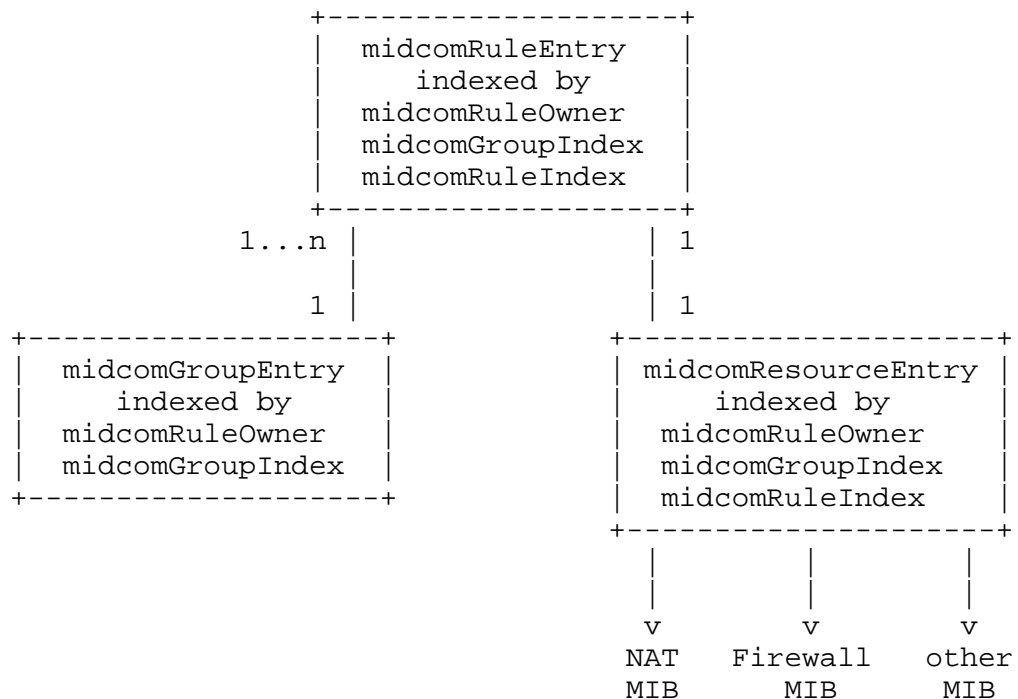 midcomRuleEntry
indexed by
midcomRuleOwner
midcomGroupIndex
midcomRuleIndex
1...n 1
1 1
midcomGroupEntry
indexed by
midcomRuleOwner
midcomGroupIndex
midcomResourceEntry
indexed by
midcomRuleOwner
midcomGroupIndex
midcomRuleIndex
v v v
NAT Firewall other
MIB MIB MIB